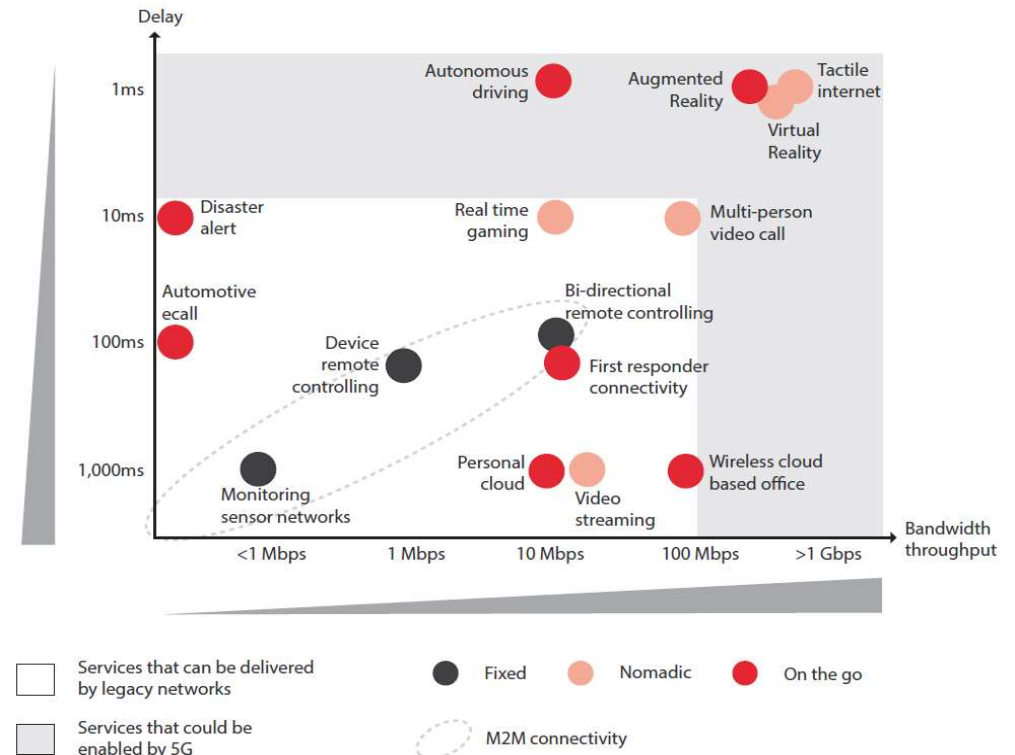 Delay
1ms
Autonomous
driving
Augmented
Reality
Tactile
internet
Virtual
Reality
10ms
Disaster
alert
Real time
gaming
Multi-person
video call
Automotive
ecall
100ms
Device
remote
controlling
Bi-directional
remote controlling
First responder
connectivity
1,000ms
Monitoring
sensor networks
Personal
cloud
Video
streaming
Wireless cloud
based office
Bandwidth
throughput
<1 Mbps
1 Mbps
10 Mbps
100 Mbps
>1 Gbps
Services that can be delivered
by legacy networks
Fixed
Nomadic
On the go
Services that could be
enabled by 5G
M2M connectivity